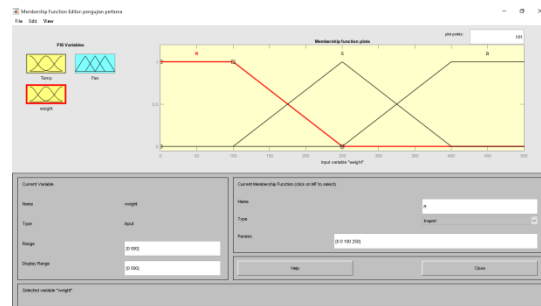 Membership Function Editor: pengujian pertama
File Edit View
FIS Variables
Membership function plots
plot points:
101
Temp
Fan
weight
R
S
B
1
0.5
0
0 50 100 150 200 250 300 350 400 450 500
input variable "weight"
Current Variable
Name
weight
Type
input
Range
[0 500]
Display Range
[0 500]
Current Membership Function (click on MF to select)
Name
R
Type
trapmf
Params
[0 0 100 250]
Help
Close
Selected variable "weight"